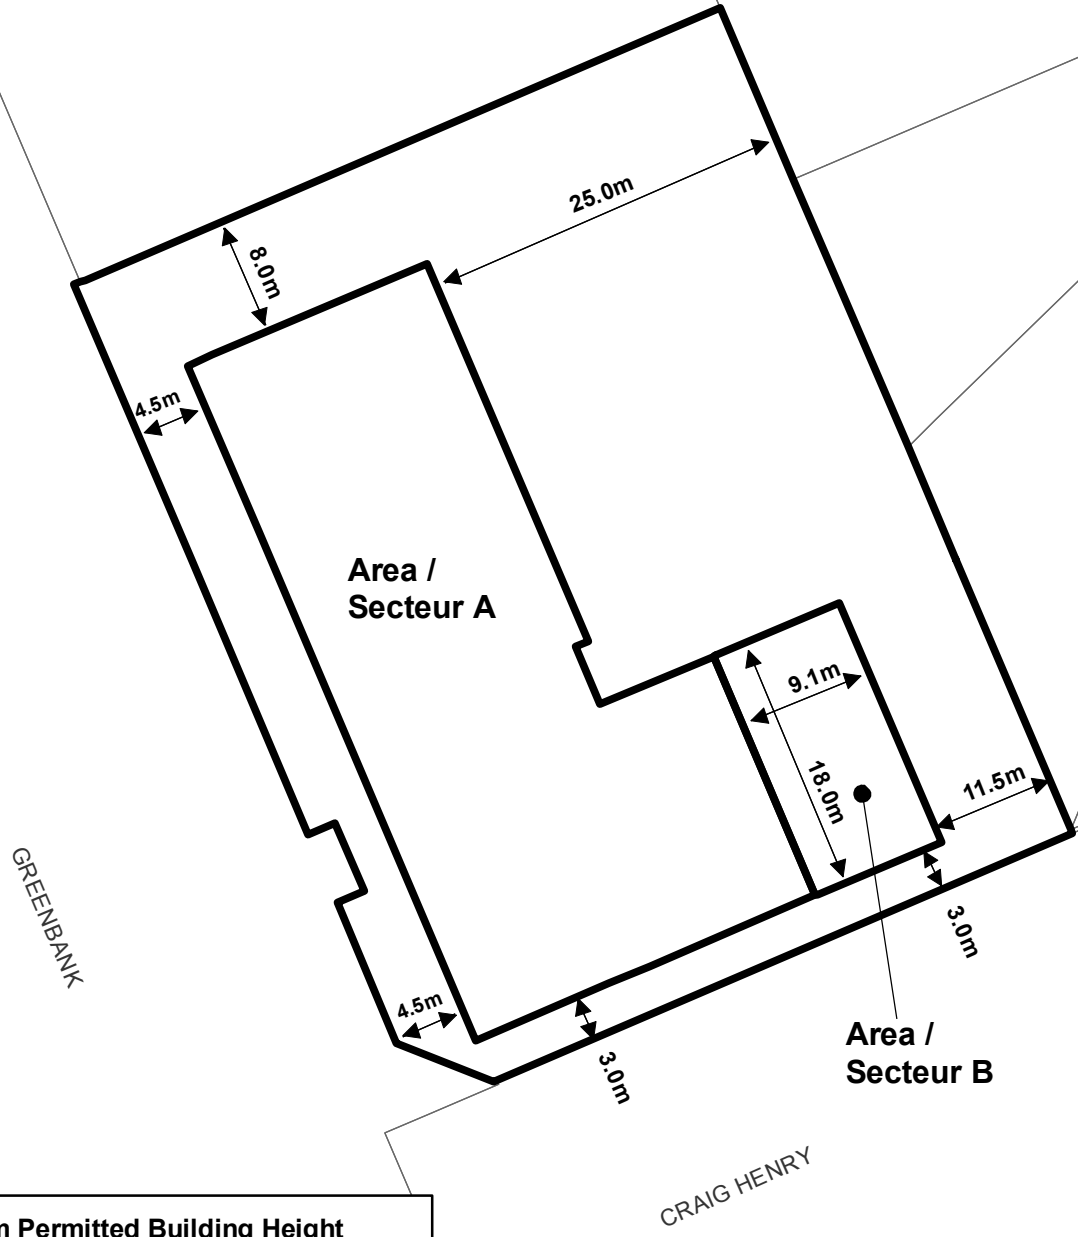 25.0m
8.0m
4.5m
Area /
Secteur A
9.1m
18.0m
11.5m
GREENBANK
3.0m
4.5m
Area /
Secteur B
3.0m
CRAIG HENRY
Permitted Building Height